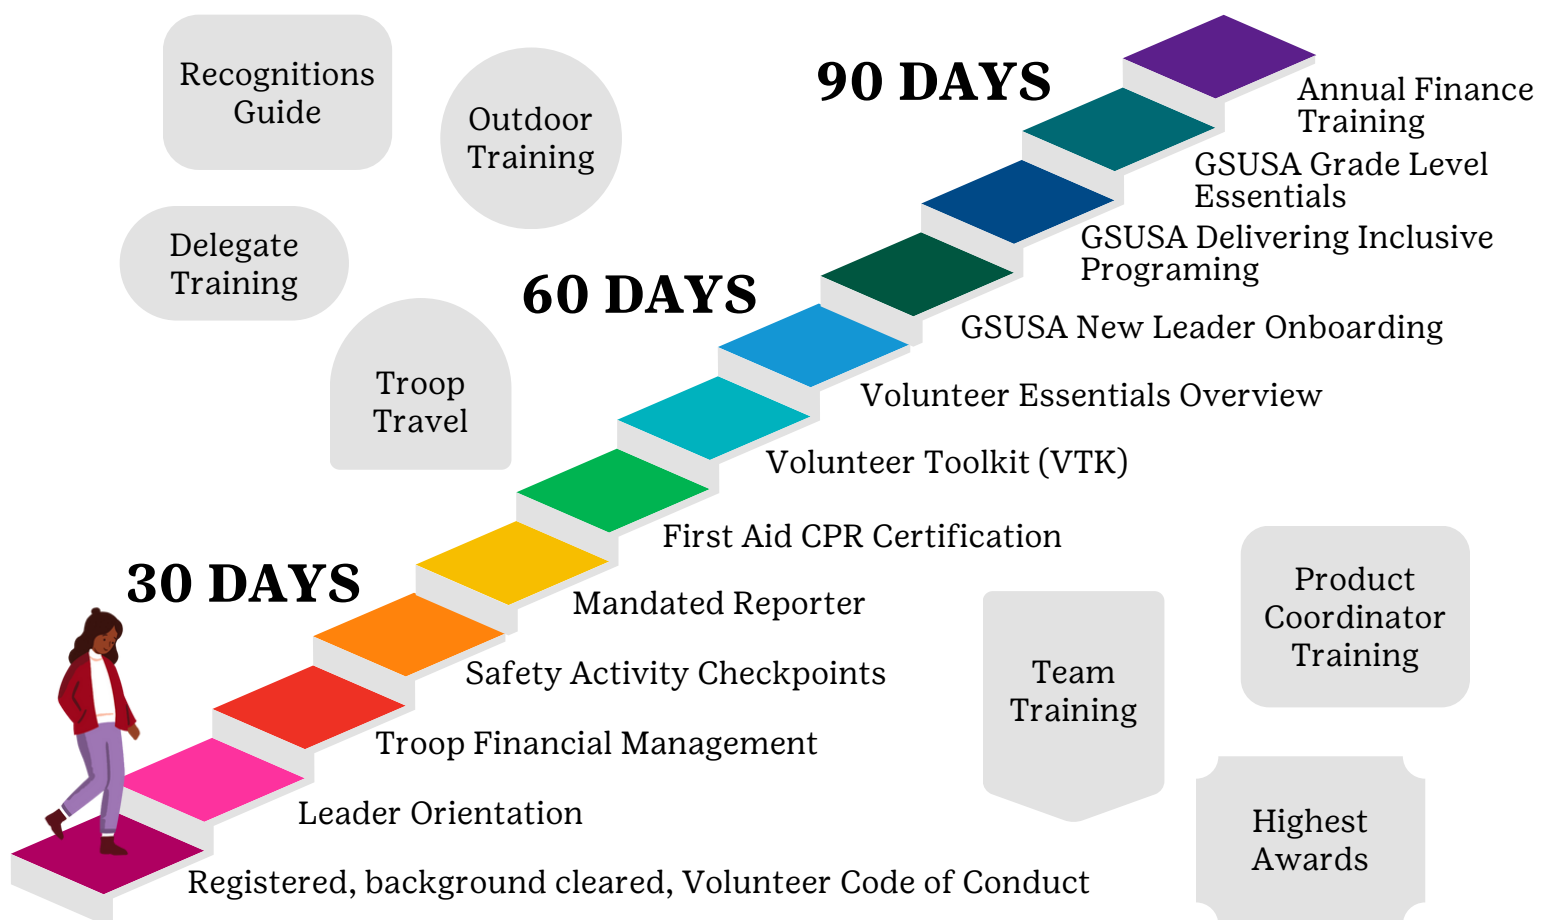 Recognitions
Guide
Outdoor
Training
Delegate
Training
Troop
Travel
90 DAYS
60 DAYS
30 DAYS
Annual Finance
Training
GSUSA Grade Level
Essentials
GSUSA Delivering Inclusive
Programing
GSUSA New Leader Onboarding
Volunteer Essentials Overview
Volunteer Toolkit (VTK)
First Aid CPR Certification
Mandated Reporter
Safety Activity Checkpoints
Troop Financial Management
Leader Orientation
Registered, background cleared, Volunteer Code of Conduct
Team
Training
Product
Coordinator
Training
Highest
Awards